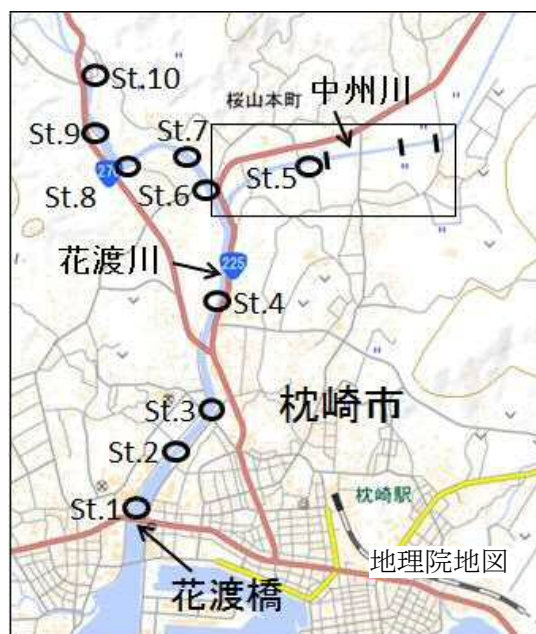 St.10
桜山本町
中州川
St.9
St.7
270
St.8
St.6
St.5
花渡川
225
St.4
St.3
枕崎市
St.2
St.1
枕崎駅
地理院地図
花渡橋